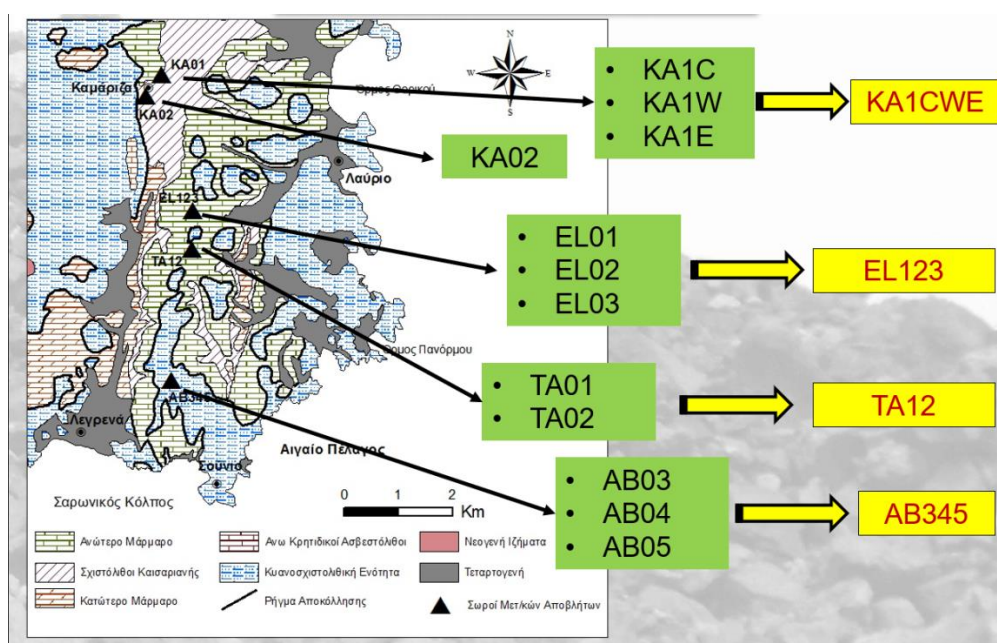 KA01
Καμάριζα
KA02
N
W
E
S
Όρμος Θορικού
Λαύριο
EL123
TA12
Όρμος Πανόρμου
AB345
Λεγρενά
Σούνιο
Αιγαίο Πέλαγος
Σαρωνικός Κόλπος
0 1 2
Km
Ανώτερο Μάρμαρο
Σχιστόλιθοι Καισαριανής
Κατώτερο Μάρμαρο
Ανω Κρητιδικοί Ασβεστόλιθοι
Κυανοσχιστολιθική Ενότητα
Ρήγμα Αποκόλλησης
Νεογενή Ιζήματα
Τεταρτογενή
Σωροί Μετ/κών Αποβλήτων
• KA1C
• KA1W
• KA1E
KA1CWE
KA02
• EL01
• EL02
• EL03
EL123
• TA01
• TA02
TA12
• AB03
• AB04
• AB05
AB345